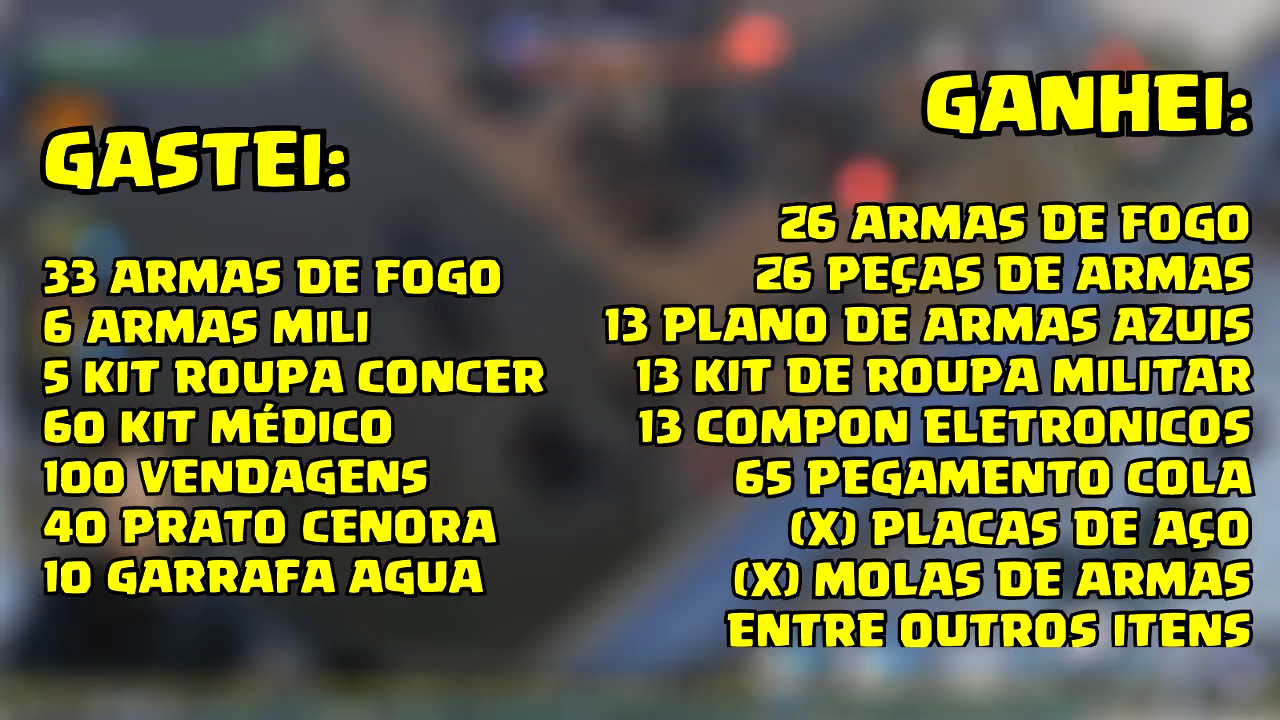 GASTEI:
33 ARMAS DE FOGO
6 ARMAS MILI
5 KIT ROUPA CONCER
60 KIT MÉDICO
100 VENDAGENS
40 PRATO CENORA
10 GARRAFA AGUA
GANHEI:
26 ARMAS DE FOGO
26 PEÇAS DE ARMAS
13 PLANO DE ARMAS AZUIS
13 KIT DE ROUPA MILITAR
13 COMPON ELETRONICOS
65 PEGAMENTO COLA
(X) PLACAS DE AÇO
(X) MOLAS DE ARMAS
ENTRE OUTROS ITENS